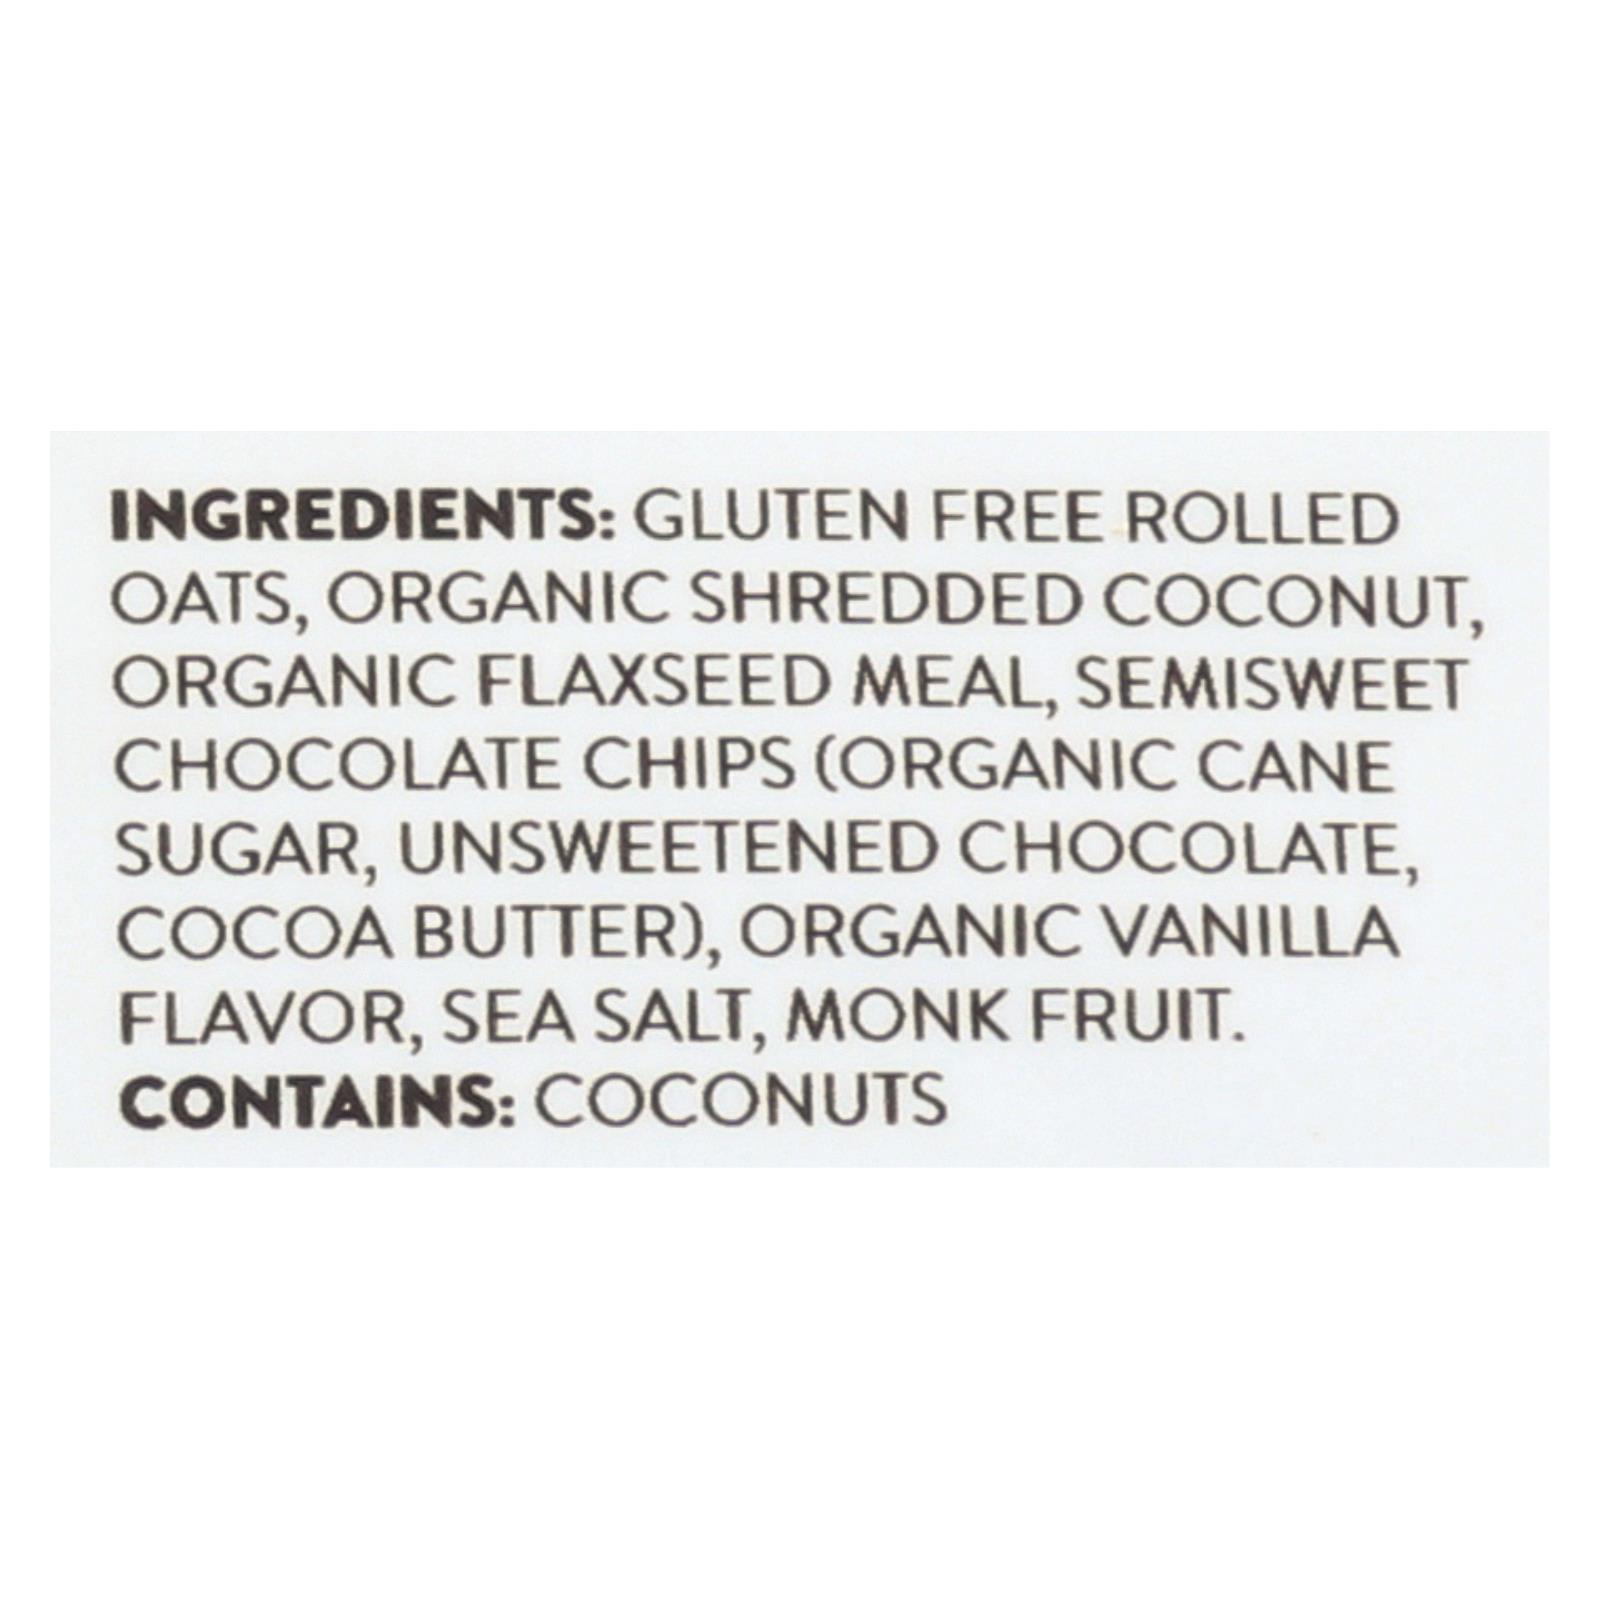 INGREDIENTS: GLUTEN FREE ROLLED
OATS, ORGANIC SHREDDED COCONUT,
ORGANIC FLAXSEED MEAL, SEMISWEET
CHOCOLATE CHIPS (ORGANIC CANE
SUGAR, UNSWEETENED CHOCOLATE,
COCOA BUTTER), ORGANIC VANILLA
FLAVOR, SEA SALT, MONK FRUIT.
CONTAINS: COCONUTS